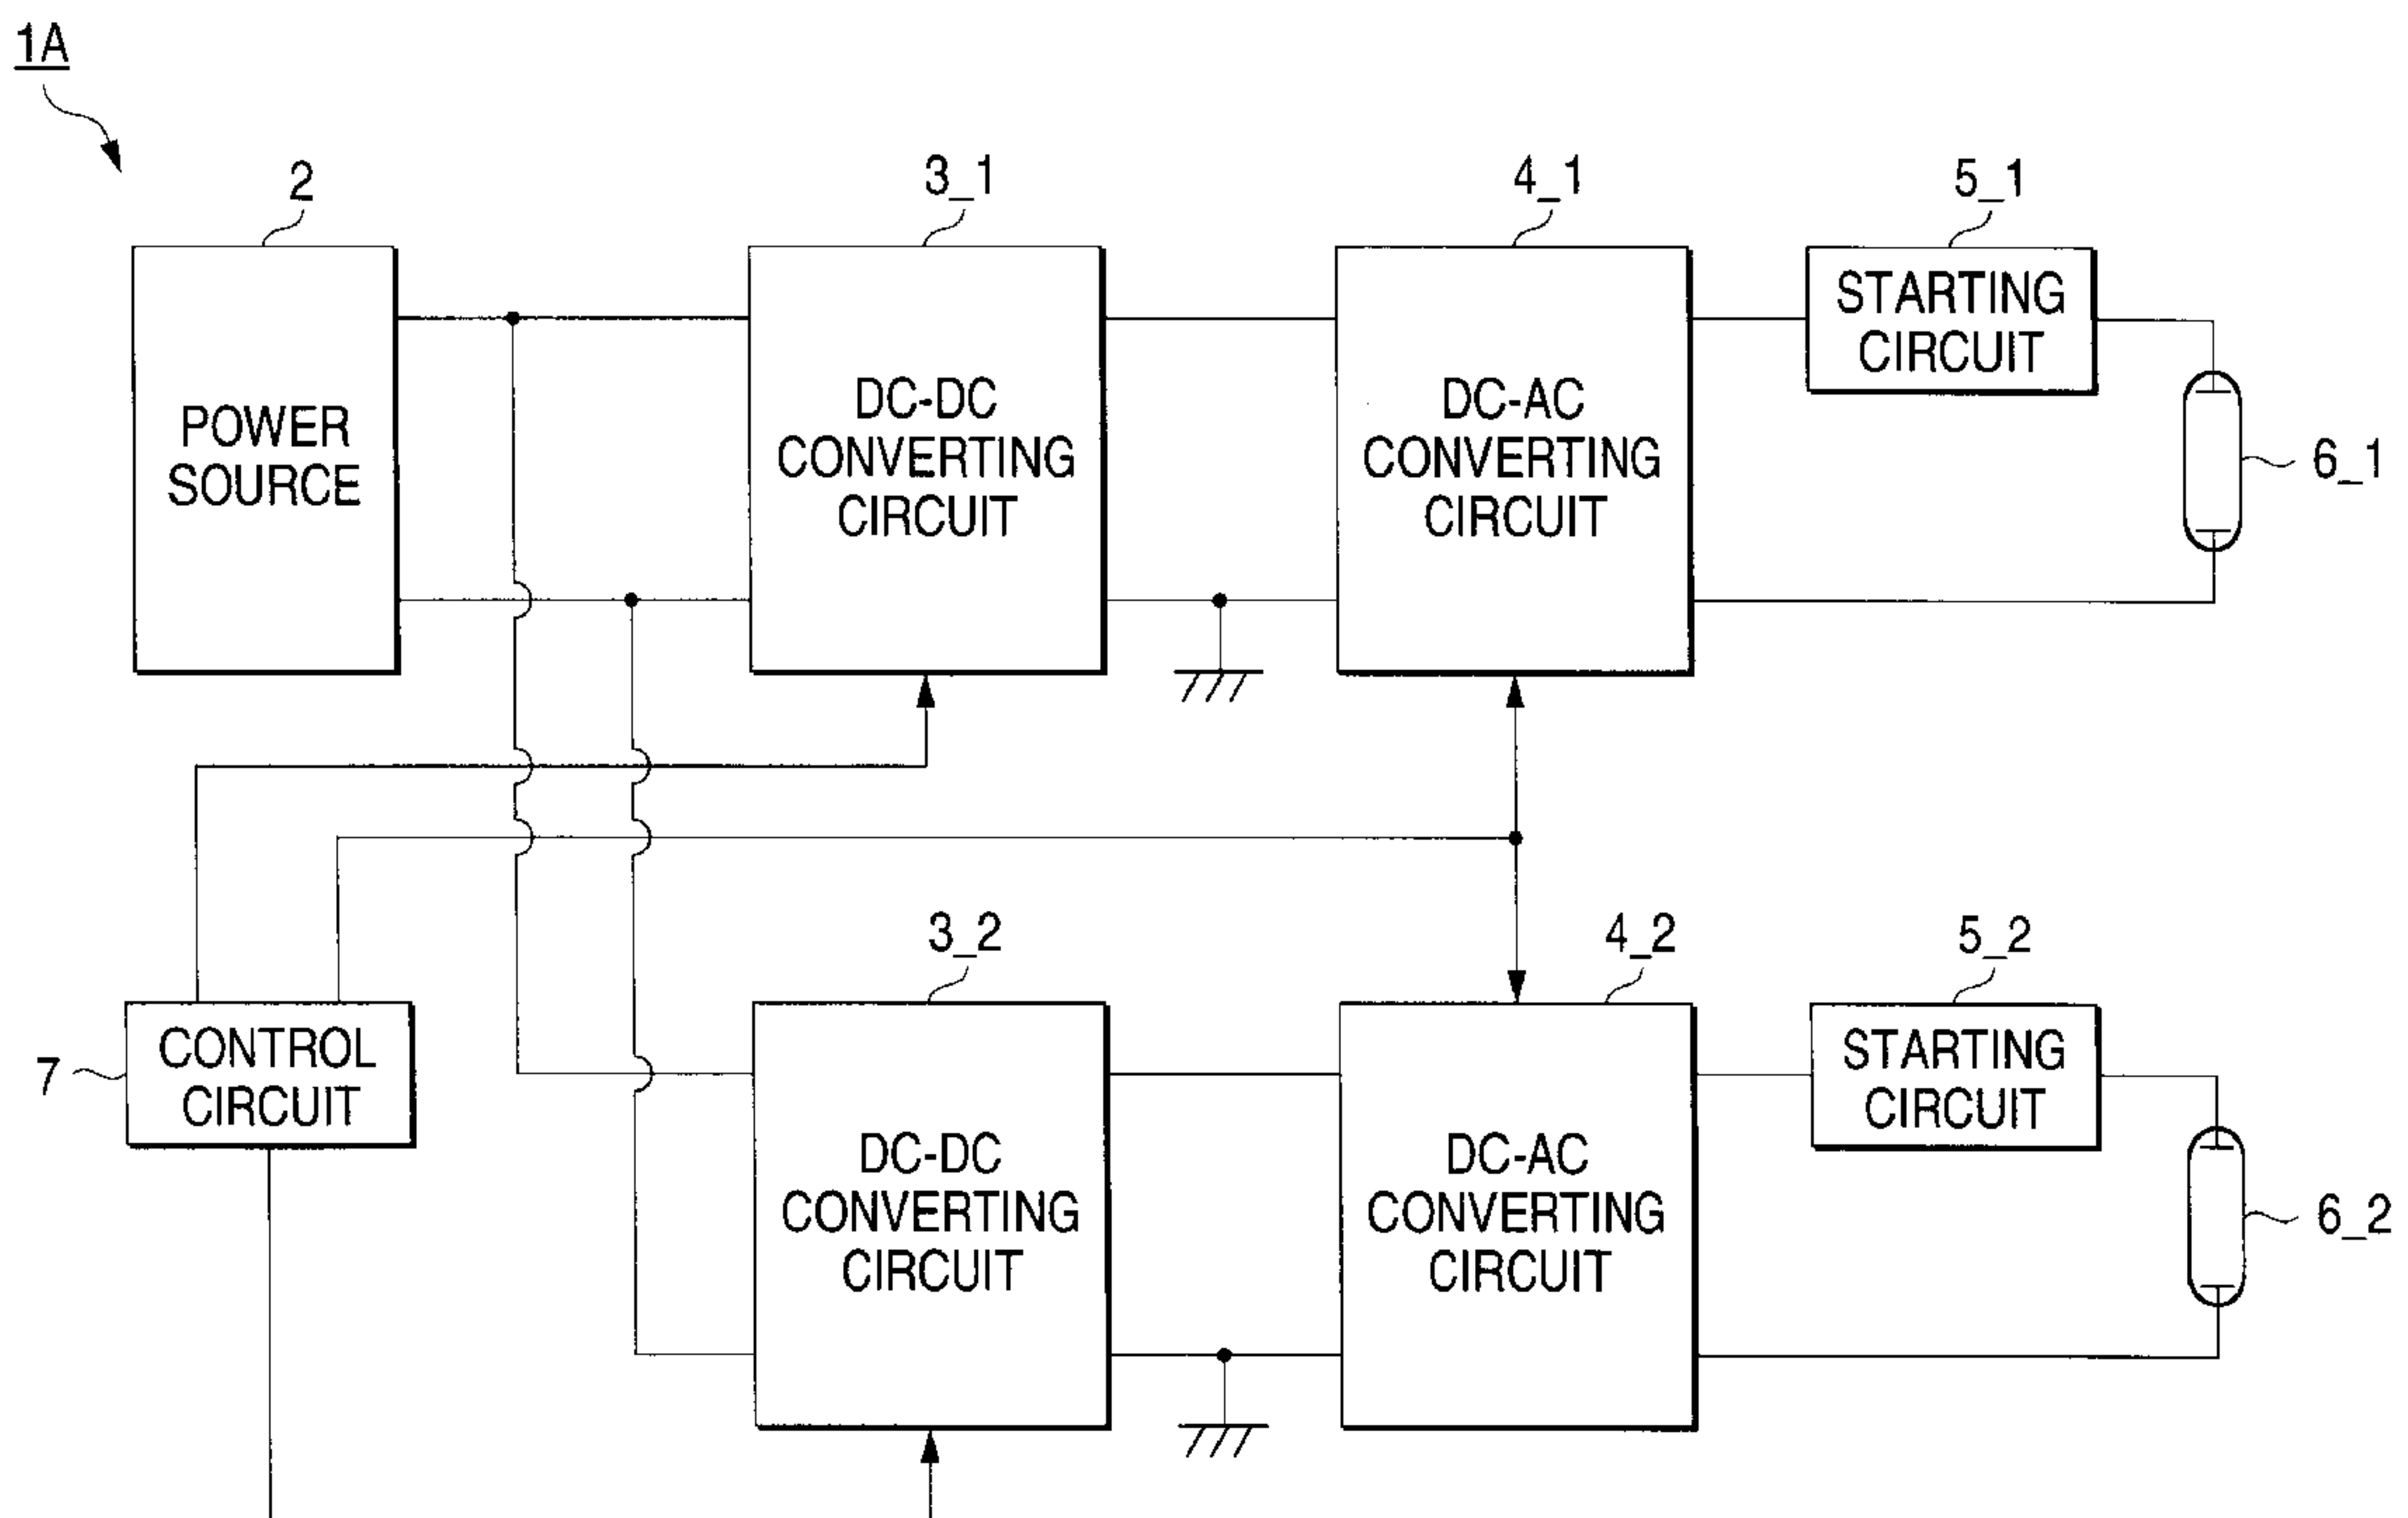 1A
2
3_1
4_1
5_1
POWER
SOURCE
DC-DC
CONVERTING
CIRCUIT
DC-AC
CONVERTING
CIRCUIT
STARTING
CIRCUIT
6_1
3_2
4_2
5_2
7
CONTROL
CIRCUIT
DC-DC
CONVERTING
CIRCUIT
DC-AC
CONVERTING
CIRCUIT
STARTING
CIRCUIT
6_2